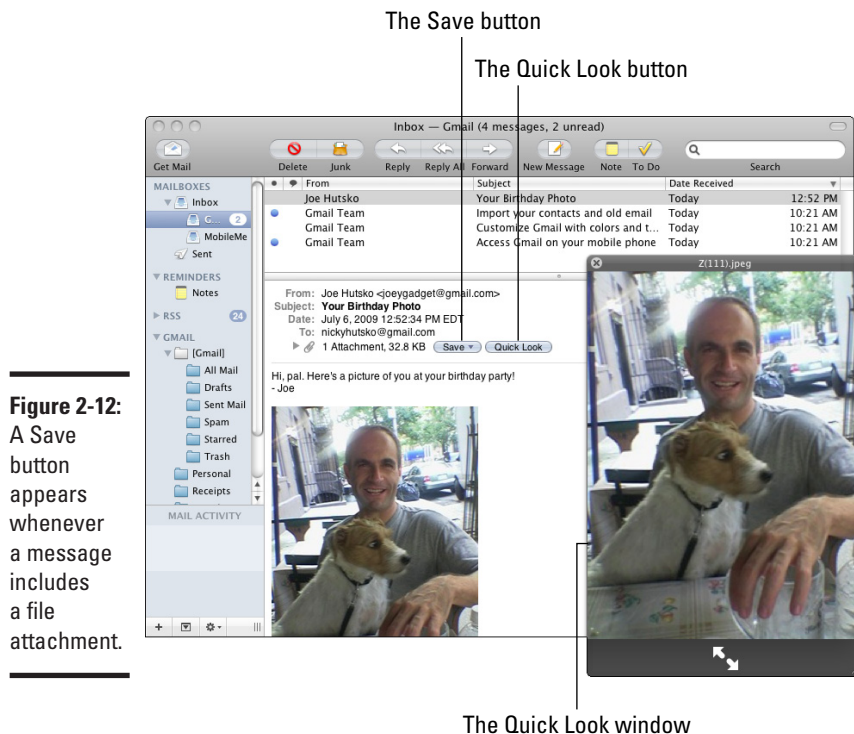 The Save button
The Quick Look button
Inbox — Gmail (4 messages, 2 unread)
Get Mail
Delete
Junk
Reply
Reply All
Forward
New Message
Note
To Do
Search
MAILBOXES
Inbox
G... 2
MobileMe
Sent
REMINDERS
Notes
RSS 24
GMAIL
[Gmail]
All Mail
Drafts
Sent Mail
Spam
Starred
Trash
Personal
Receipts
MAIL ACTIVITY
From Subject Date Received
Joe Hutsko Your Birthday Photo Today 12:52 PM
Gmail Team Import your contacts and old email Today 10:21 AM
Gmail Team Customize Gmail with colors and t... Today 10:21 AM
Gmail Team Access Gmail on your mobile phone Today 10:21 AM
From: Joe Hutsko <joeygadget@gmail.com>
Subject: Your Birthday Photo
Date: July 6, 2009 12:52:34 PM EDT
To: nickyhutsko@gmail.com
1 Attachment, 32.8 KB Save Quick Look
Hi, pal. Here's a picture of you at your birthday party!
- Joe
Z(111).jpeg
Figure 2-12:
A Save
button
appears
whenever
a message
includes
a file
attachment.
The Quick Look window